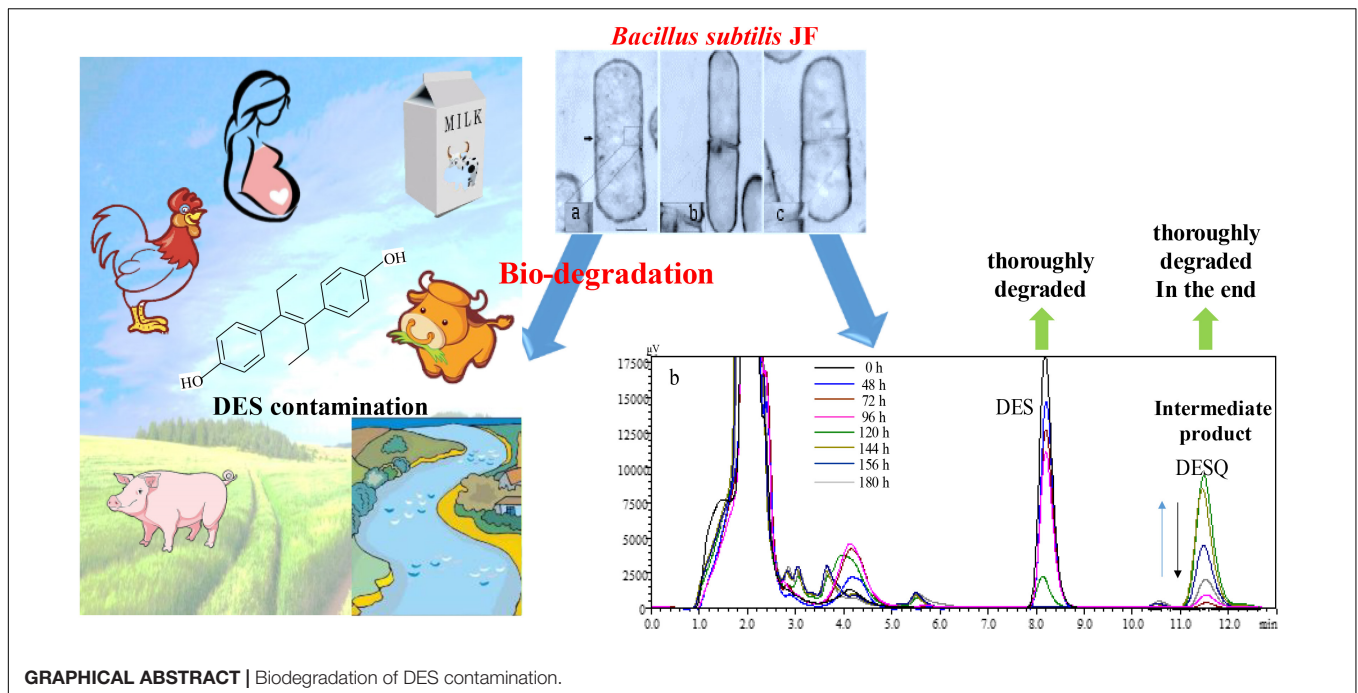 Bacillus subtilis JF
MILK
a
b
c
OH
HO
DES contamination
Bio-degradation
thoroughly
degraded
thoroughly
degraded
In the end
µV
17500
15000
12500
10000
7500
5000
2500
0
b
0 h
48 h
72 h
96 h
120 h
144 h
156 h
180 h
DES
Intermediate
product
DESQ
0.0 1.0 2.0 3.0 4.0 5.0 6.0 7.0 8.0 9.0 10.0 11.0 min
GRAPHICAL ABSTRACT | Biodegradation of DES contamination.